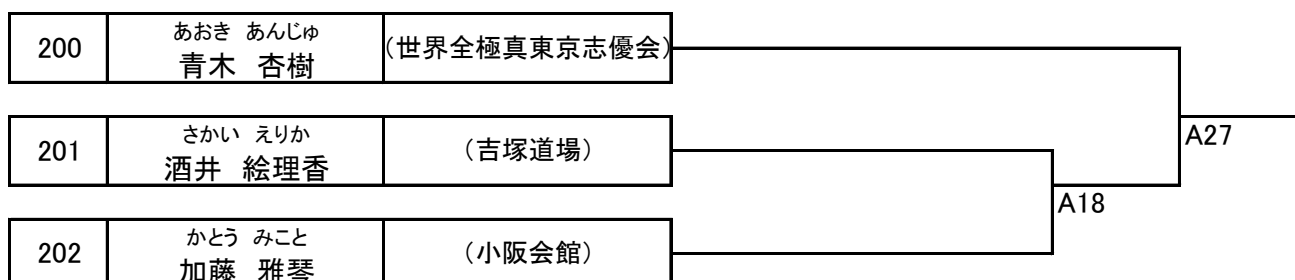 200
あおき あんじゅ
青木 杏樹
(世界全極真東京志優会)
201
さかい えりか
酒井 絵理香
(吉塚道場)
202
かとう みこと
加藤 雅琴
(小阪会館)
A27
A18